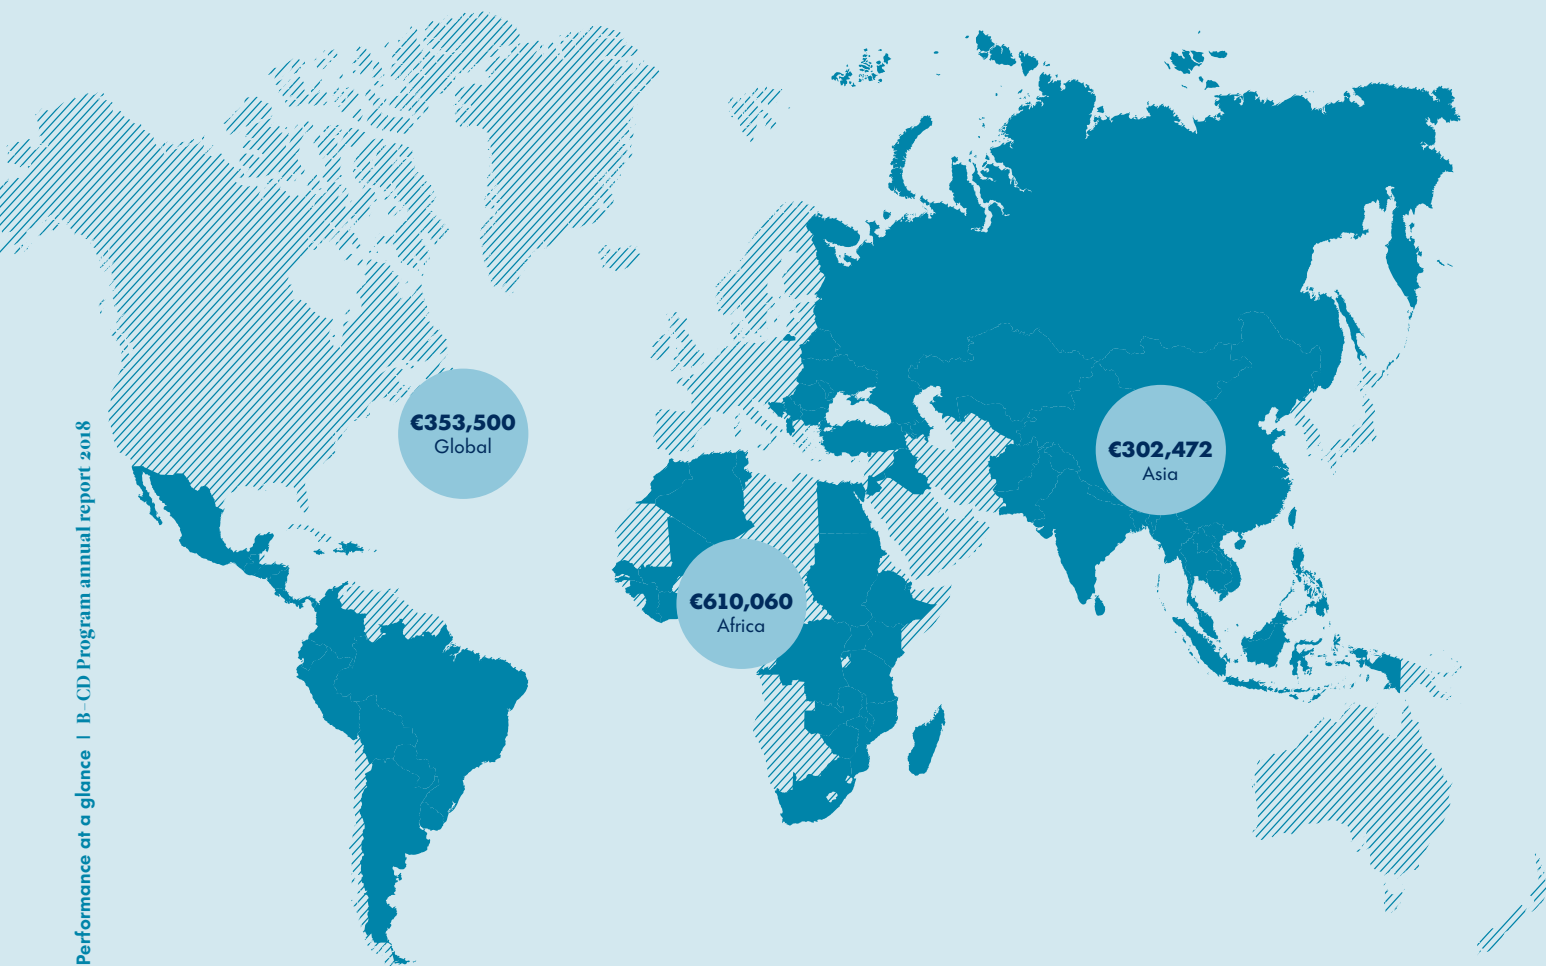 Performance at a glance | B-CD Program annual report 2018
€353,500
Global
€302,472
Asia
€610,060
Africa